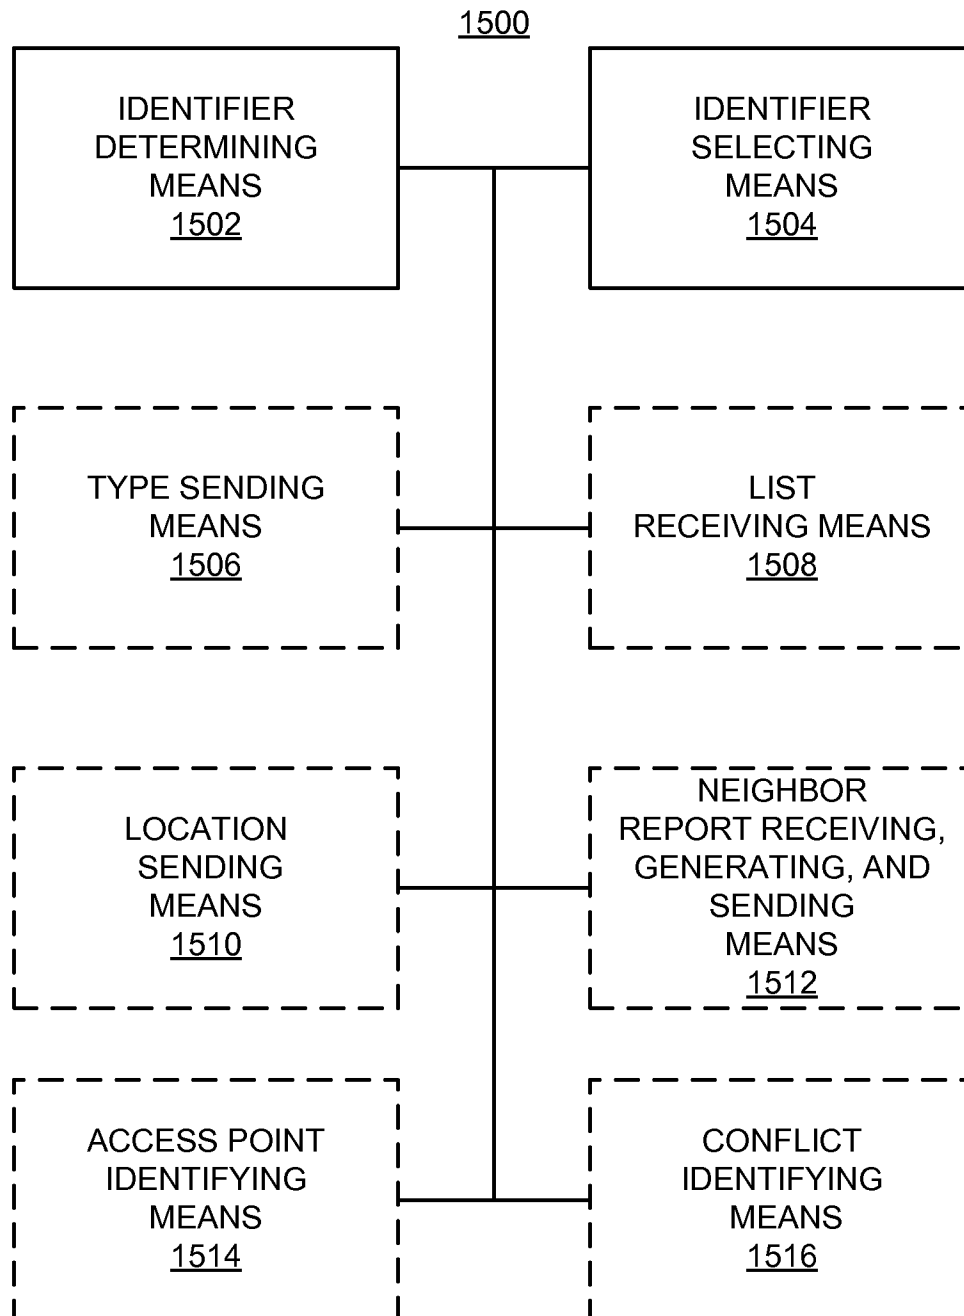 1500
IDENTIFIER
DETERMINING
MEANS
1502
IDENTIFIER
SELECTING
MEANS
1504
TYPE SENDING
MEANS
1506
LIST
RECEIVING MEANS
1508
LOCATION
SENDING
MEANS
1510
NEIGHBOR
REPORT RECEIVING,
GENERATING, AND
SENDING
MEANS
1512
ACCESS POINT
IDENTIFYING
MEANS
1514
CONFLICT
IDENTIFYING
MEANS
1516